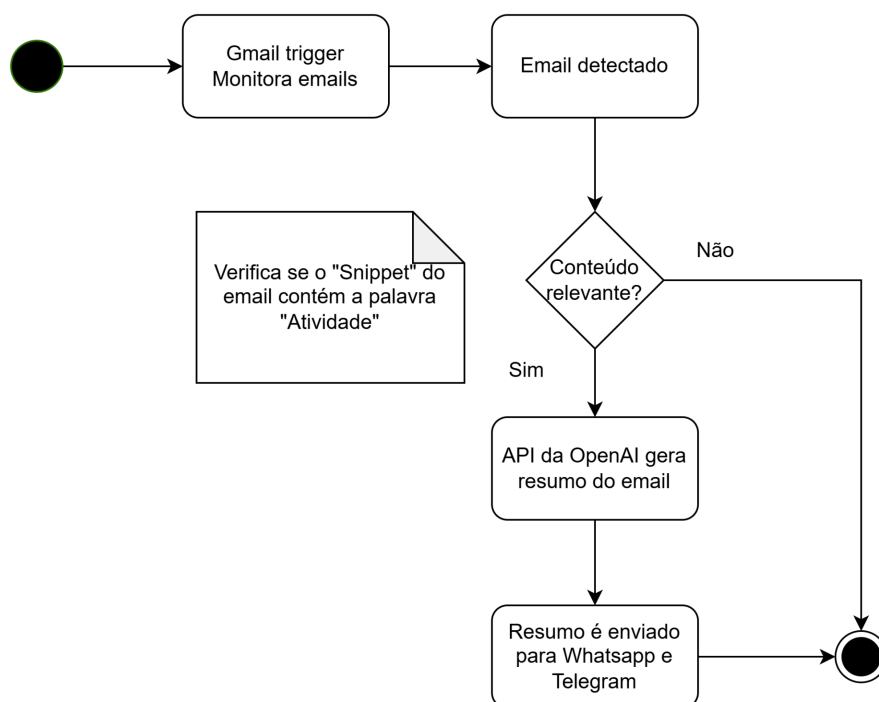 Gmail trigger
Monitora emails
Email detectado
Verifica se o "Snippet" do
email contém a palavra
"Atividade"
Conteúdo
relevante?
Não
Sim
API da OpenAI gera
resumo do email
Resumo é enviado
para Whatsapp e
Telegram